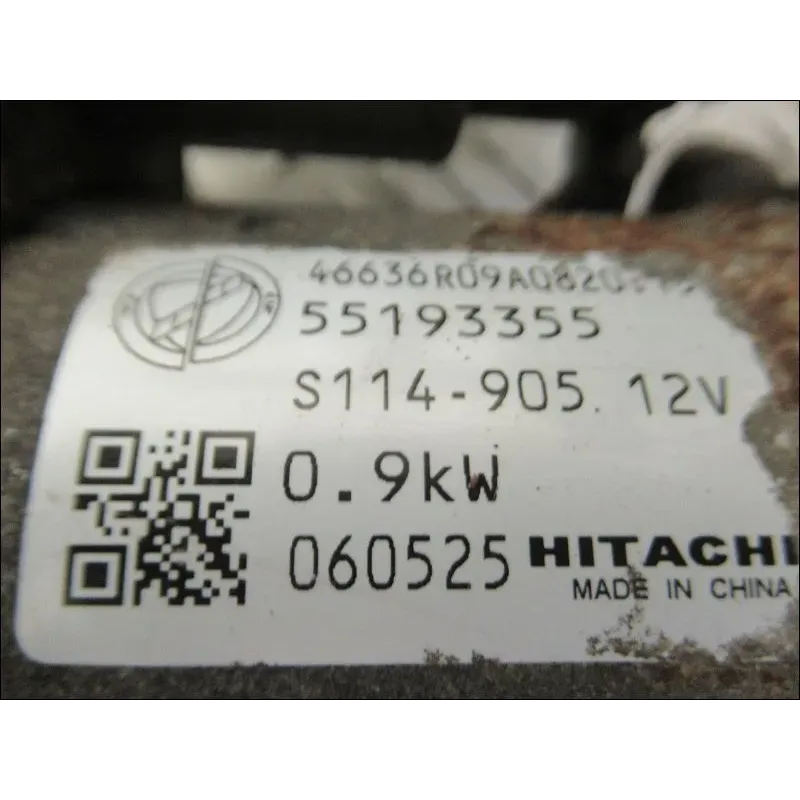 55193355
S114-905. 12V
0.9kW
060525 HITACHI
MADE IN CHINA